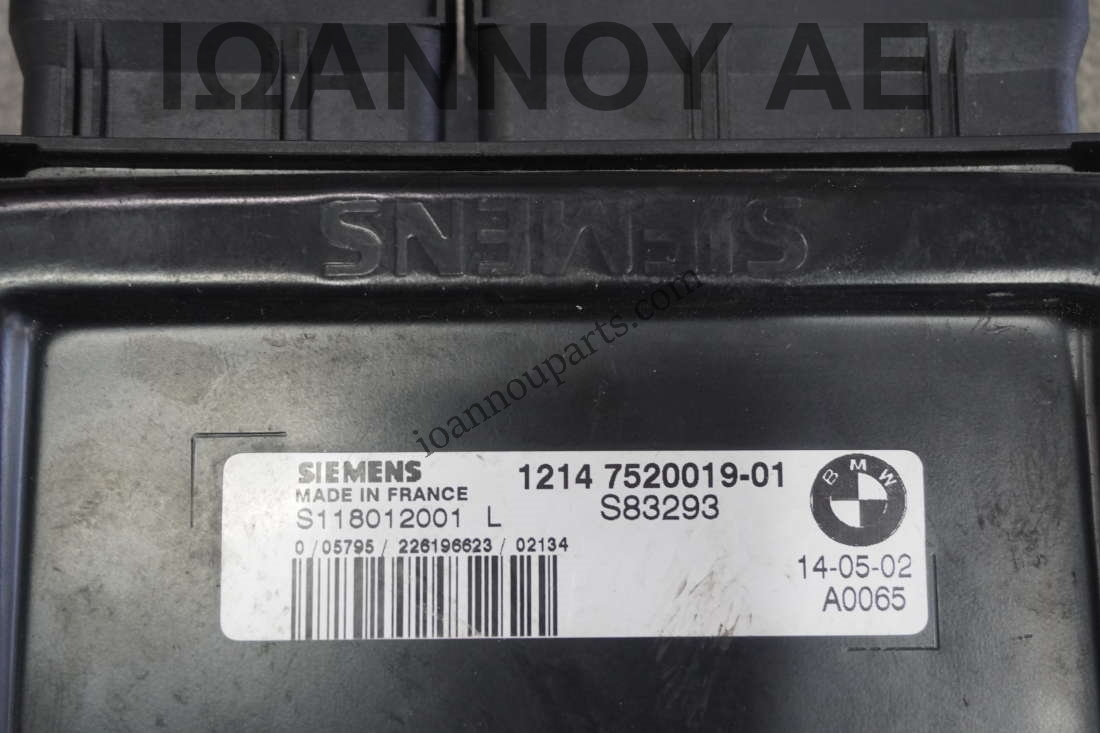 ΙΩΑΝΝΟΥ ΑΕ
SIEMENS
ioannouparts.com
SIEMENS 1214 7520019-01
MADE IN FRANCE
S118012001 L S83293
BMW
0 / 05795 / 226196623 / 02134
14-05-02
A0065